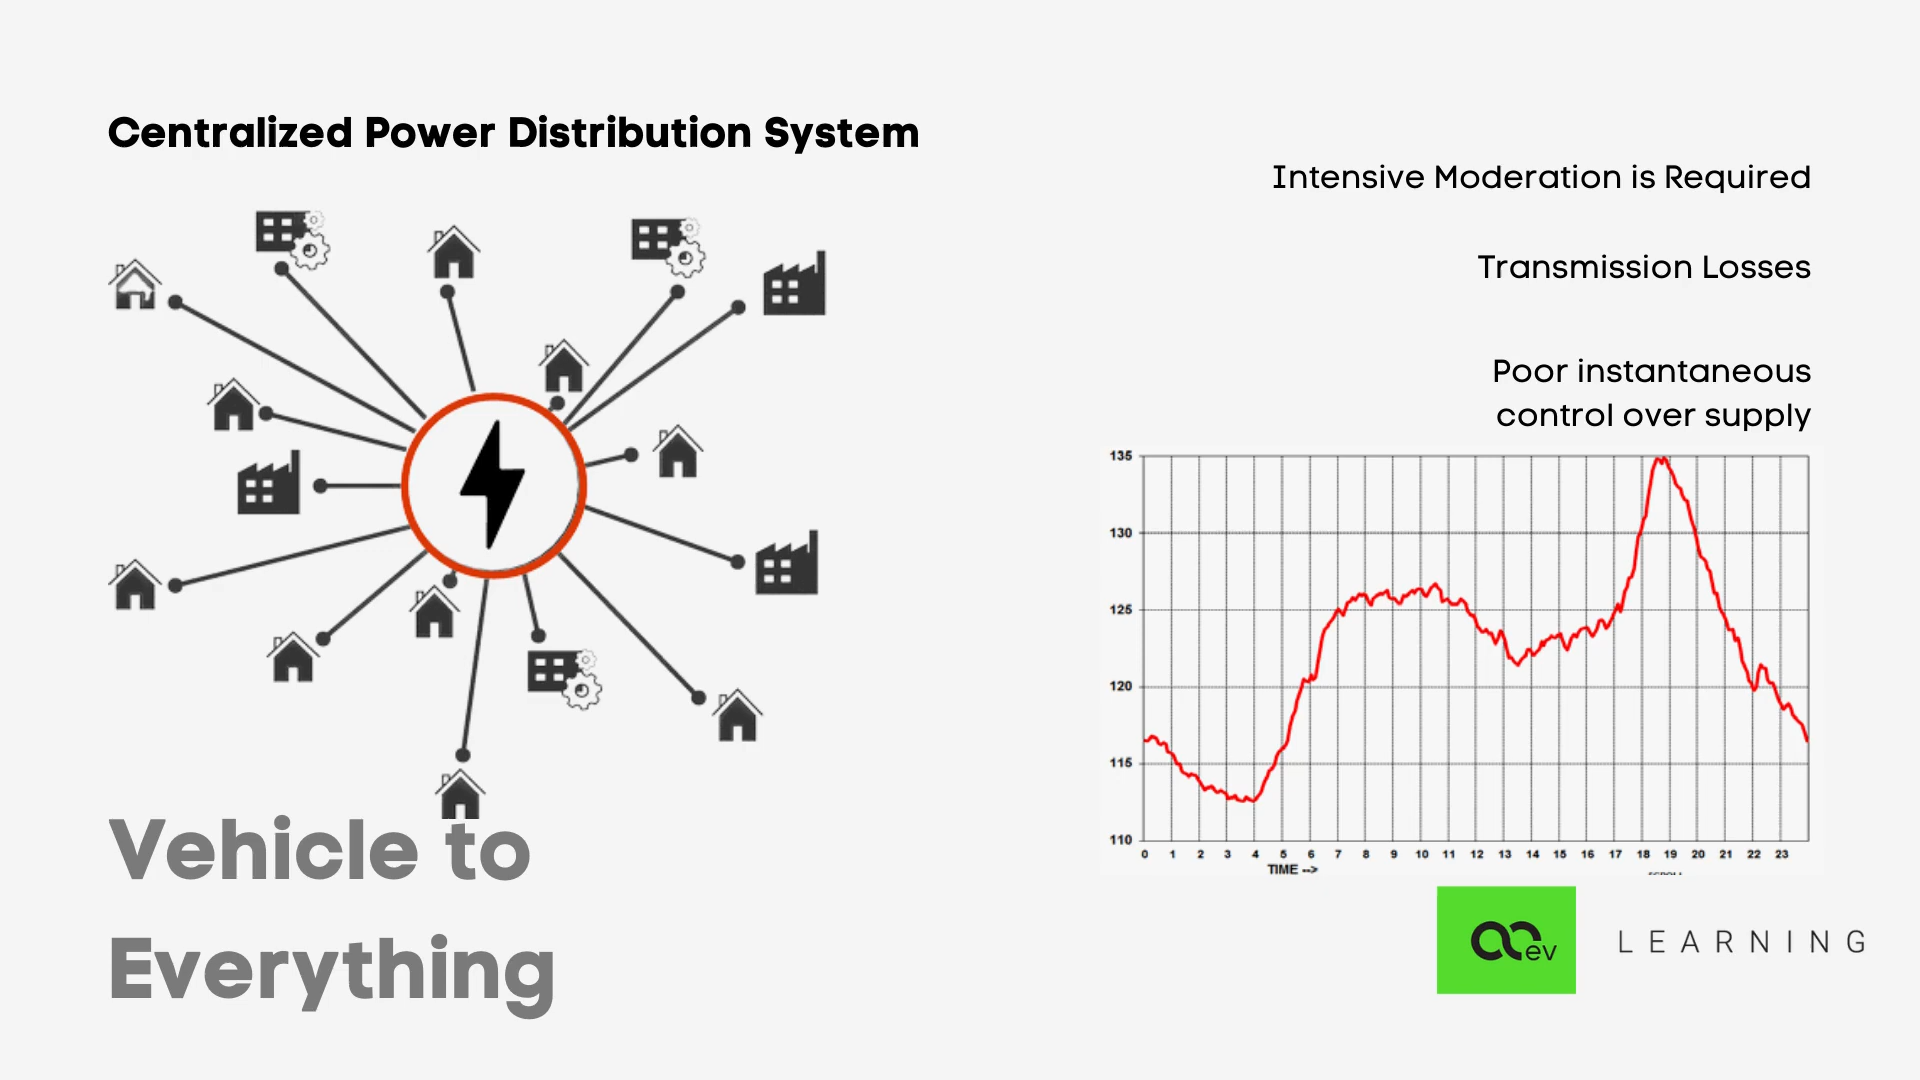 Centralized Power Distribution System
Intensive Moderation is Required
Transmission Losses
Poor instantaneous
control over supply
135
130
125
120
115
110
0 1 2 3 4 5 6 7 8 9 10 11 12 13 14 15 16 17 18 19 20 21 22 23
TIME -->
Vehicle to
Everything
ev
LEARNING